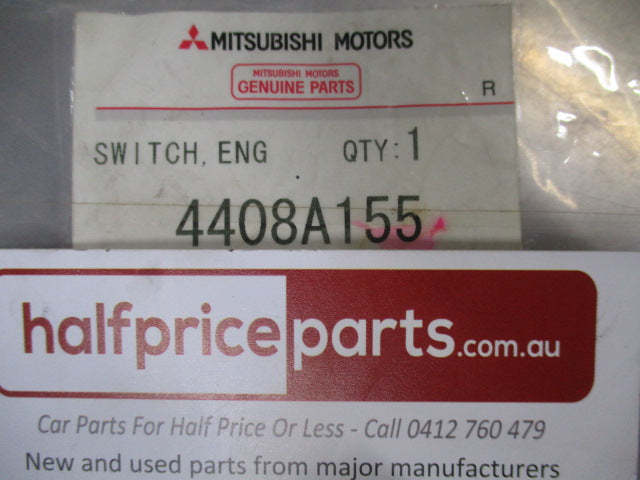 MITSUBISHI MOTORS
MITSUBISHI MOTORS
GENUINE PARTS
R
SWITCH, ENG QTY: 1
4408A155
halfpriceparts.com.au
Car Parts For Half Price Or Less - Call 0412 760 479
New and used parts from major manufacturers